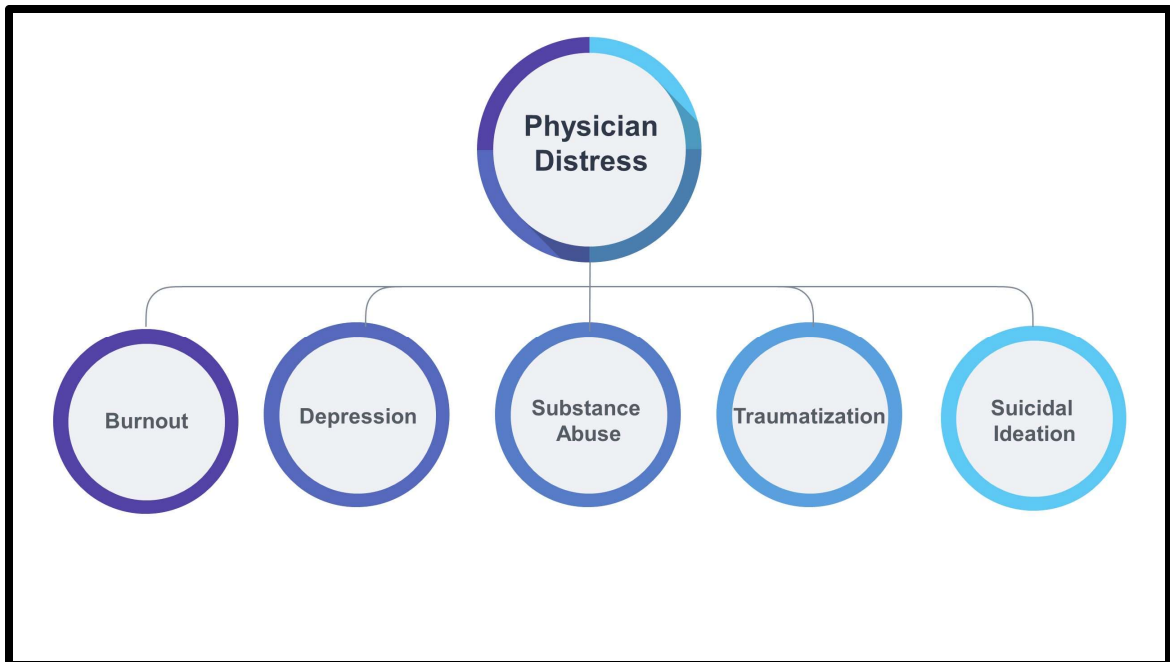 Physician
Distress
Burnout
Depression
Substance
Abuse
Traumatization
Suicidal
Ideation